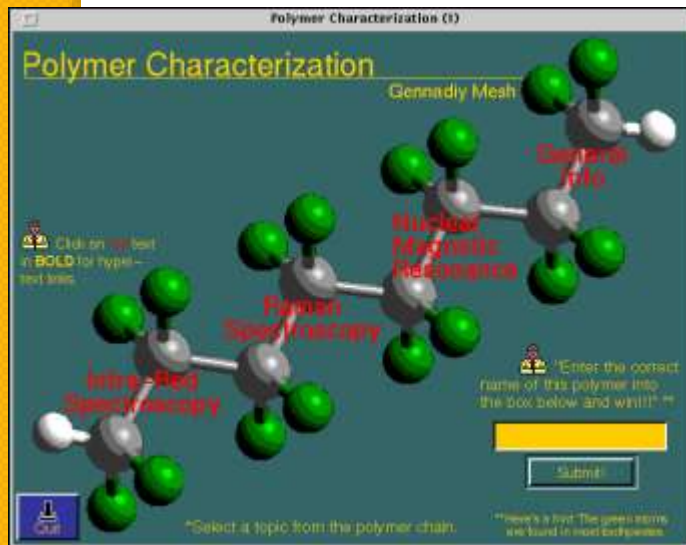 Polymer Characterization (1)
Polymer Characterization
Gennadiy Mesh
General
Info
Nuclear
Magnetic
Resonance
Click on red text
in BOLD for hyper-
text links.
Raman
Spectroscopy
Infra-Red
Spectroscopy
"Enter the correct
name of this polymer into
the box below and win!!!" **
Submit!
Quit
*Select a topic from the polymer chain.
**Here's a hint: The green atoms
are found in most toothpastes.